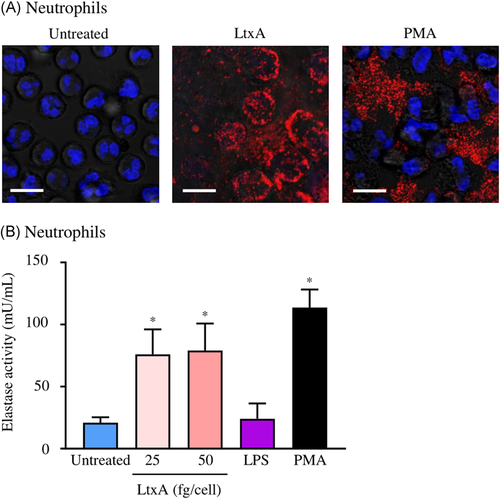 (A) Neutrophils
Untreated LtxA PMA
(B) Neutrophils
Elastase activity (mU/mL)
150
100
50
0
* * *
Untreated 25 50 LPS PMA
LtxA (fg/cell)